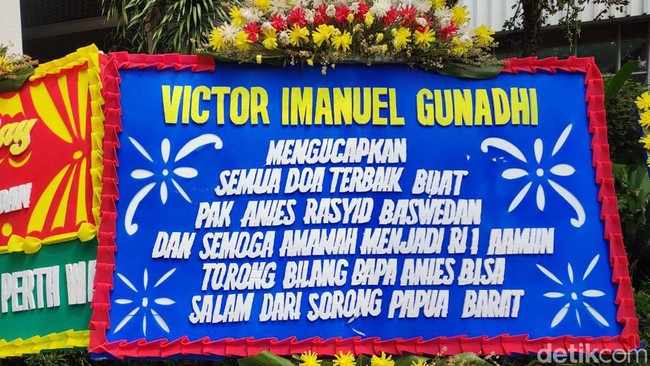 VICTOR IMANUEL GUNADHI
MENGUCAPKAN
SEMUA DOA TERBAIK BUAT
PAK ANIES RASYID BASWEDAN
DAN SEMOGA AMANAH MENJADI RI 1 AAMIIN
TORONG BILANG BAPA ANIES BISA
SALAM DARI SORONG PAPUA BARAT
PERTH
detikcom